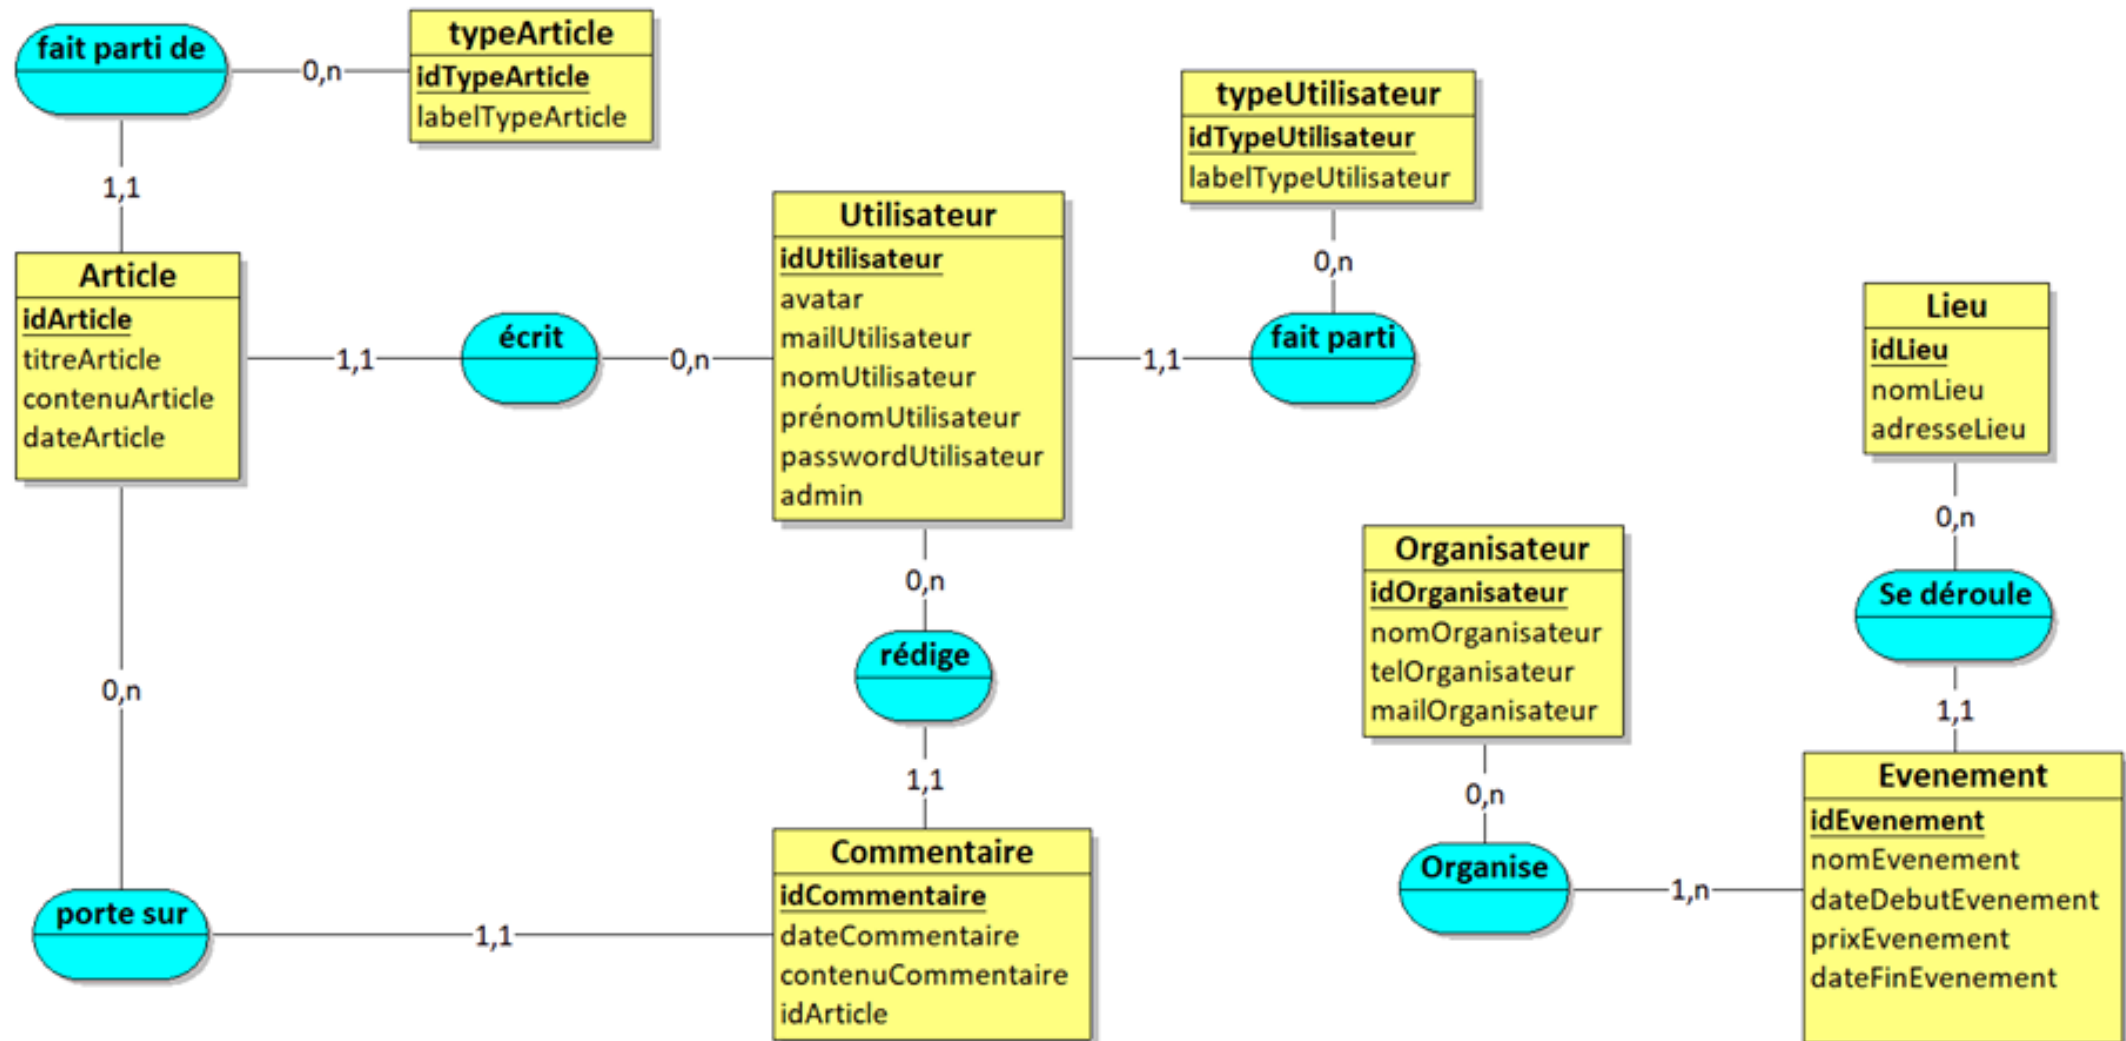 fait parti de
0,n
typeArticle
idTypeArticle
labelTypeArticle
1,1
Article
idArticle
titreArticle
contenuArticle
dateArticle
1,1
écrit
0,n
Utilisateur
idUtilisateur
avatar
mailUtilisateur
nomUtilisateur
prénomUtilisateur
passwordUtilisateur
admin
1,1
fait parti
0,n
typeUtilisateur
idTypeUtilisateur
labelTypeUtilisateur
0,n
rédige
1,1
Commentaire
idCommentaire
dateCommentaire
contenuCommentaire
idArticle
0,n
porte sur
1,1
Lieu
idLieu
nomLieu
adresseLieu
0,n
Se déroule
1,1
Organisateur
idOrganisateur
nomOrganisateur
telOrganisateur
mailOrganisateur
0,n
Organise
1,n
Evenement
idEvenement
nomEvenement
dateDebutEvenement
prixEvenement
dateFinEvenement